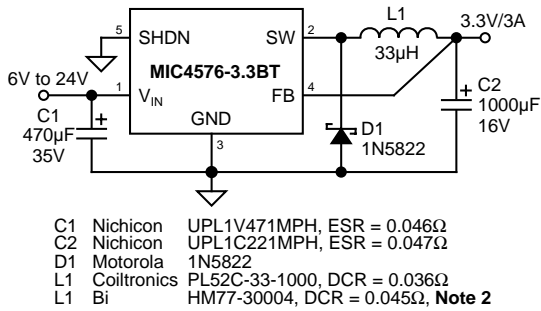 L1
3.3V/3A
5 SHDN SW 2
33µH
MIC4576-3.3BT
6V to 24V
1 VIN FB 4
C2
1000µF
16V
C1
470µF
35V
GND
3
D1
1N5822
C1 Nichicon UPL1V471MPH, ESR = 0.046Ω
C2 Nichicon UPL1C221MPH, ESR = 0.047Ω
D1 Motorola 1N5822
L1 Coiltronics PL52C-33-1000, DCR = 0.036Ω
L1 Bi HM77-30004, DCR = 0.045Ω, Note 2